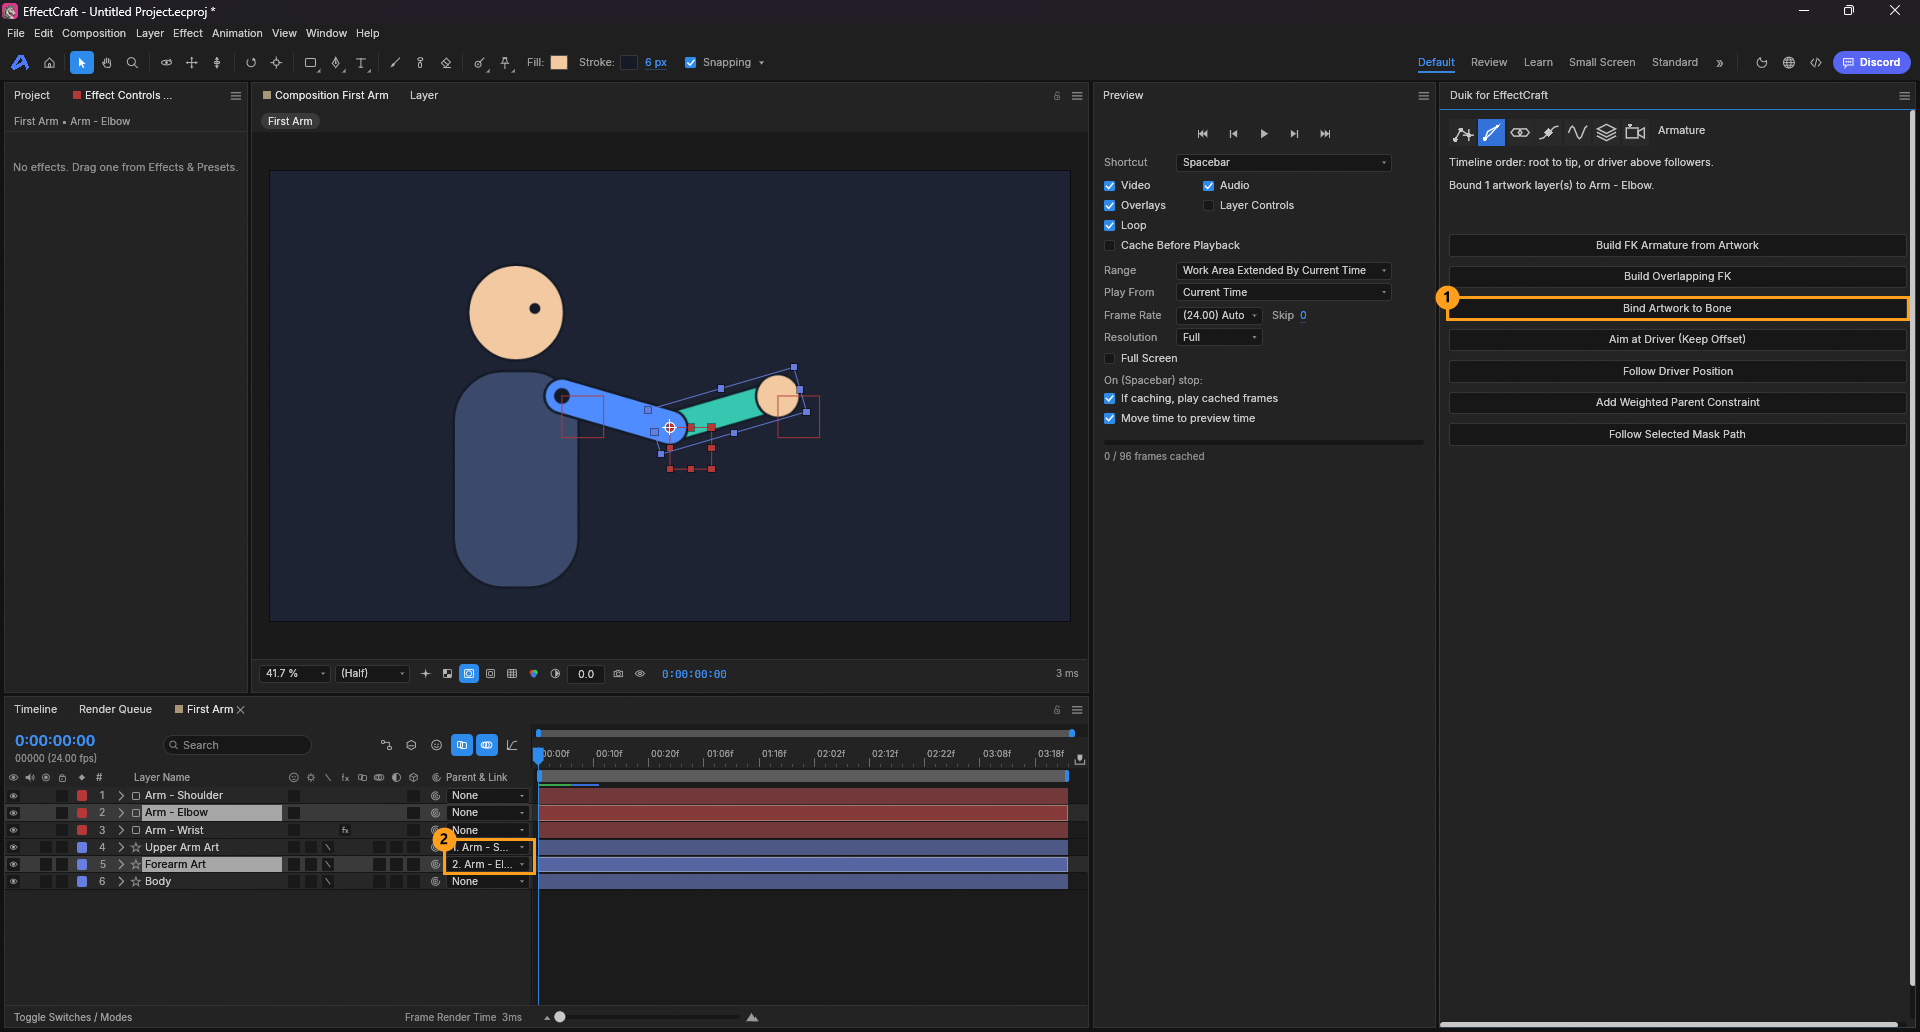 EffectCraft - Untitled Project.ecproj *
File Edit Composition Layer Effect Animation View Window Help
Fill: Stroke: 6 px Snapping
Default Review Learn Small Screen Standard » Discord
Project Effect Controls ...
First Arm • Arm - Elbow
No effects. Drag one from Effects & Presets.
Composition First Arm Layer
First Arm
41.7 % (Half) 0.0 0:00:00:00 3 ms
Preview
Shortcut Spacebar
Video Audio
Overlays Layer Controls
Loop
Cache Before Playback
Range Work Area Extended By Current Time
Play From Current Time
Frame Rate (24.00) Auto Skip 0
Resolution Full
Full Screen
On (Spacebar) stop:
If caching, play cached frames
Move time to preview time
0 / 96 frames cached
Duik for EffectCraft
Armature
Timeline order: root to tip, or driver above followers.
Bound 1 artwork layer(s) to Arm - Elbow.
Build FK Armature from Artwork
Build Overlapping FK
1
Bind Artwork to Bone
Aim at Driver (Keep Offset)
Follow Driver Position
Add Weighted Parent Constraint
Follow Selected Mask Path
Timeline Render Queue First Arm
0:00:00:00
00000 (24.00 fps)
Search
00:00f 00:10f 00:20f 01:06f 01:16f 02:02f 02:12f 02:22f 03:08f 03:18f
# Layer Name fx Parent & Link
1 Arm - Shoulder None
2 Arm - Elbow None
3 Arm - Wrist fx None
2
4 Upper Arm Art 1. Arm - S...
5 Forearm Art 2. Arm - El...
6 Body None
Toggle Switches / Modes Frame Render Time 3ms